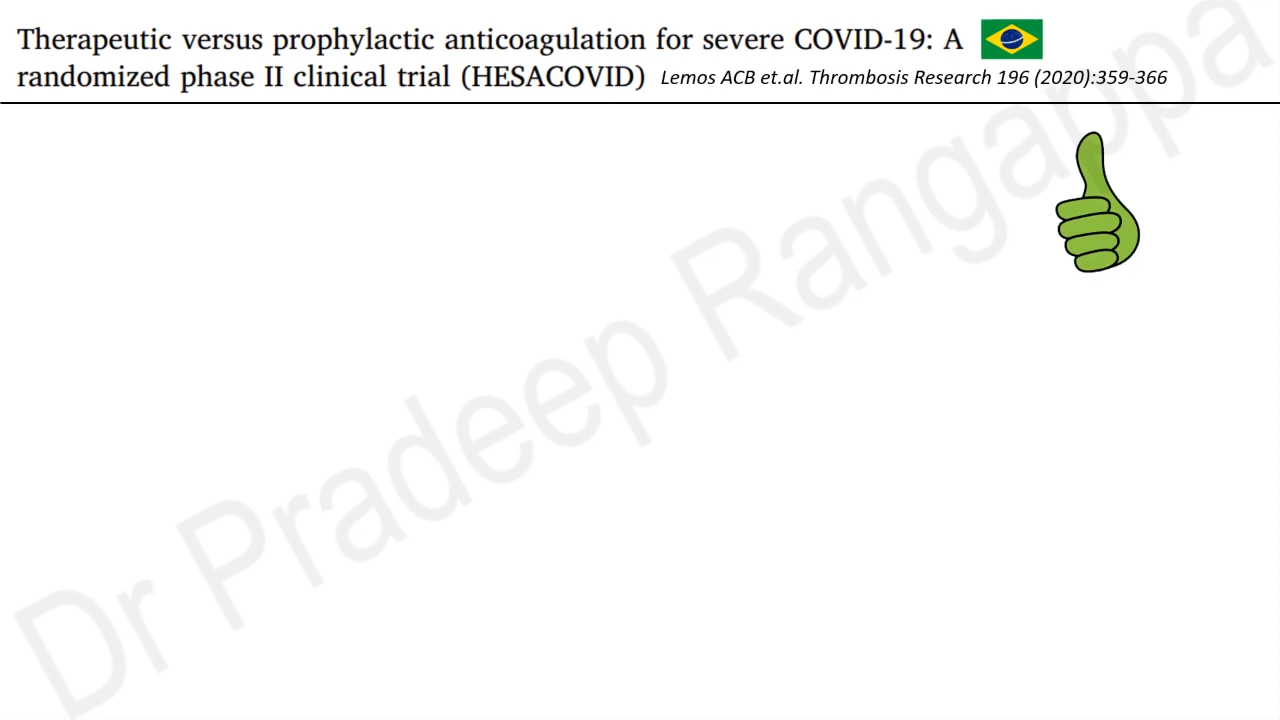 Therapeutic versus prophylactic anticoagulation for severe COVID-19: A
randomized phase II clinical trial (HESACOVID) Lemos ACB et.al. Thrombosis Research 196 (2020):359-366
Dr Pradeep Rangappa